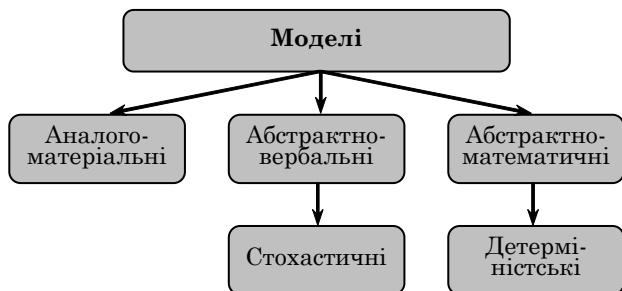 Моделі
Аналого-
матеріальні
Абстрактно-
вербальні
Абстрактно-
математичні
Стохастичні
Детермі-
ністські